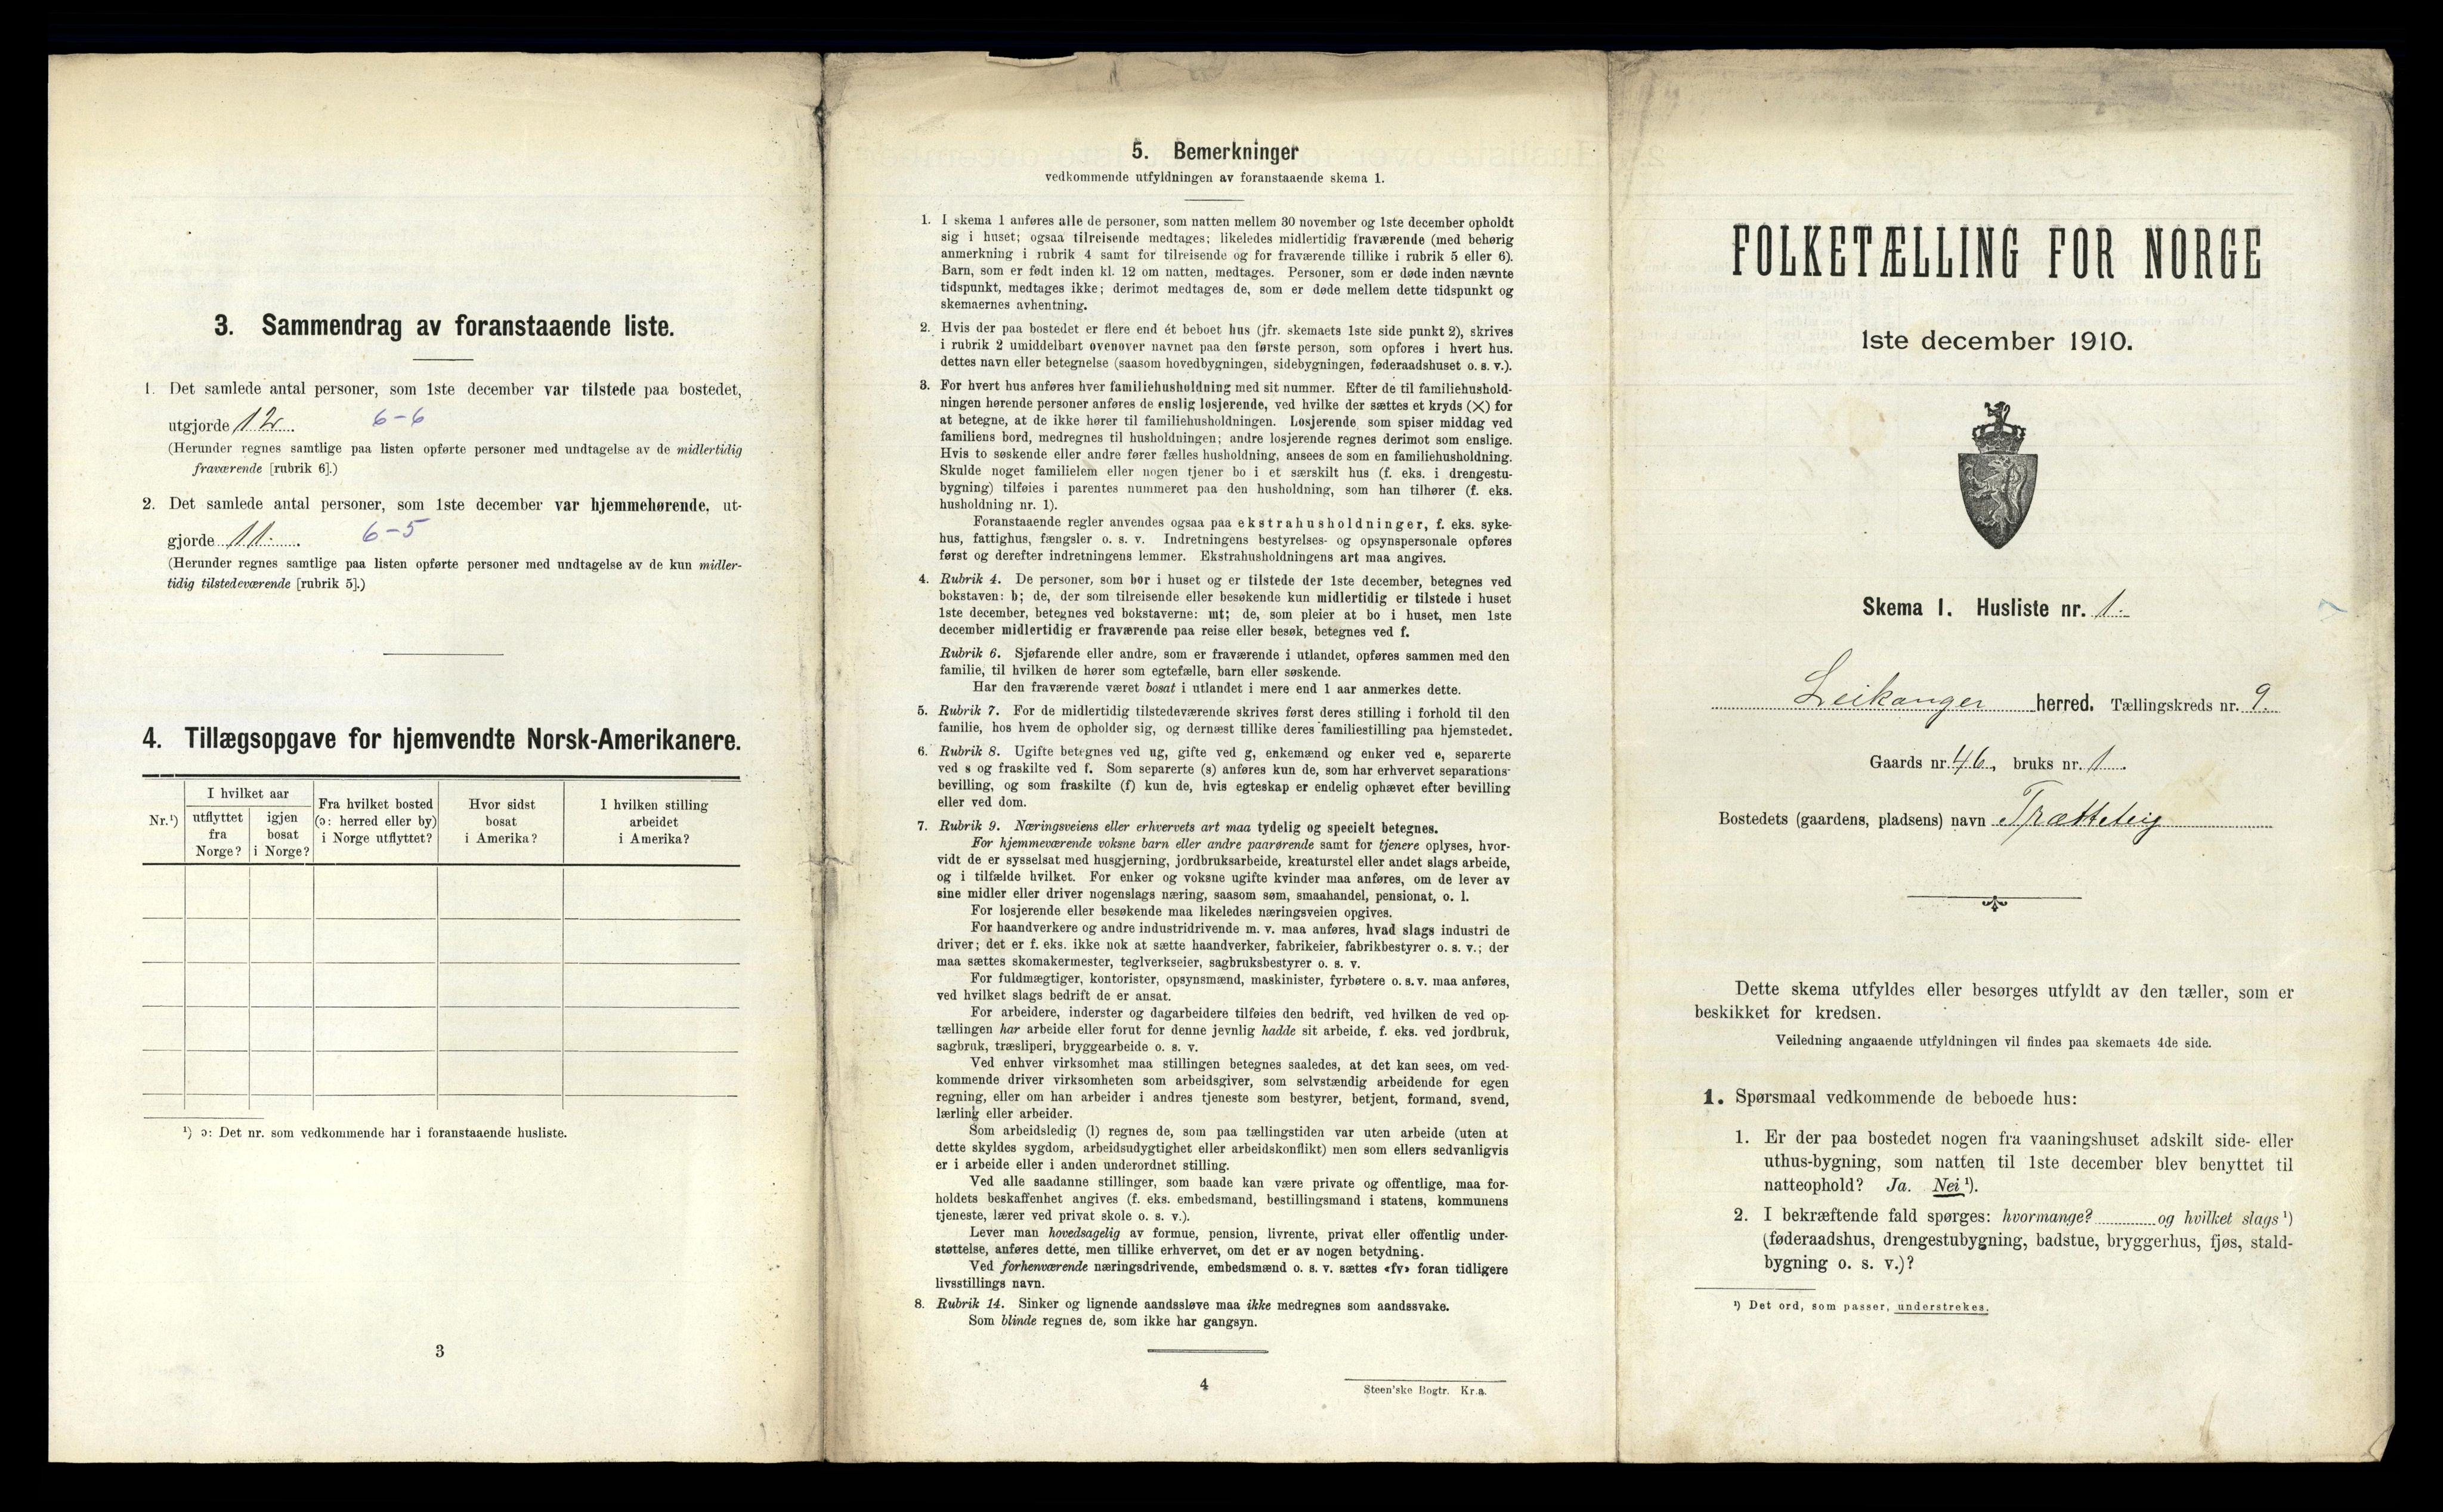 3. Sammendrag av foranstaaende liste.
1. Det samlede antal personer, som 1ste december var tilstede paa bostedet,
utgjorde 12. 6-6
(Herunder regnes samtlige paa listen opførte personer med undtagelse av de midlertidig
fraværende [rubrik 6].)
2. Det samlede antal personer, som 1ste december var hjemmehørende, ut-
gjorde 11. 6-5
(Herunder regnes samtlige paa listen opførte personer med undtagelse av de kun midler-
tidig tilstedeværende [rubrik 5].)
4. Tillægsopgave for hjemvendte Norsk-Amerikanere.
Nr.¹)
I hvilket aar
utflyttet fra Norge?
igjen bosat i Norge?
Fra hvilket bosted (ɔ: herred eller by) i Norge utflyttet?
Hvor sidst bosat i Amerika?
I hvilken stilling arbeidet i Amerika?
¹) ɔ: Det nr. som vedkommende har i foranstaaende husliste.
3
5. Bemerkninger
vedkommende utfyldningen av foranstaaende skema 1.
1. I skema 1 anføres alle de personer, som natten mellem 30 november og 1ste december opholdt
sig i huset; ogsaa tilreisende medtages; likeledes midlertidig fraværende (med behørig
anmerkning i rubrik 4 samt for tilreisende og for fraværende tillike i rubrik 5 eller 6).
Barn, som er født inden kl. 12 om natten, medtages. Personer, som er døde inden nævnte
tidspunkt, medtages ikke; derimot medtages de, som er døde mellem dette tidspunkt og
skemaernes avhentning.
2. Hvis der paa bostedet er flere end ét beboet hus (jfr. skemaets 1ste side punkt 2), skrives
i rubrik 2 umiddelbart ovenover navnet paa den første person, som opføres i hvert hus.
dettes navn eller betegnelse (saasom hovedbygningen, sidebygningen, føderaadshuset o. s. v.).
3. For hvert hus anføres hver familiehusholdning med sit nummer. Efter de til familiehushold-
ningen hørende personer anføres de enslig losjerende, ved hvilke der sættes et kryds (×) for
at betegne, at de ikke hører til familiehusholdningen. Losjerende som spiser middag ved
familiens bord, medregnes til husholdningen; andre losjerende regnes derimot som enslige.
Hvis to søskende eller andre fører fælles husholdning, ansees de som en familiehusholdning.
Skulde noget familielem eller nogen tjener bo i et særskilt hus (f. eks. i drengestu-
bygning) tilføies i parentes nummeret paa den husholdning, som han tilhører (f. eks.
husholdning nr. 1).
Foranstaaende regler anvendes ogsaa paa ekstrahusholdninger, f. eks. syke-
hus, fattighus, fængsler o. s. v. Indretningens bestyrelses- og opsynspersonale opføres
først og derefter indretningens lemmer. Ekstrahusholdningens art maa angives.
4. Rubrik 4. De personer, som bor i huset og er tilstede der 1ste december, betegnes ved
bokstaven: b; de, der som tilreisende eller besøkende kun midlertidig er tilstede i huset
1ste december, betegnes ved bokstaverne: mt; de, som pleier at bo i huset, men 1ste
december midlertidig er fraværende paa reise eller besøk, betegnes ved f.
Rubrik 6. Sjøfarende eller andre, som er fraværende i utlandet, opføres sammen med den
familie, til hvilken de hører som egtefælle, barn eller søskende.
Har den fraværende været bosat i utlandet i mere end 1 aar anmerkes dette.
5. Rubrik 7. For de midlertidig tilstedeværende skrives først deres stilling i forhold til den
familie, hos hvem de opholder sig, og dernæst tillike deres familiestilling paa hjemstedet.
6. Rubrik 8. Ugifte betegnes ved ug, gifte ved g, enkemænd og enker ved e, separerte
ved s og fraskilte ved f. Som separerte (s) anføres kun de, som har erhvervet separations-
bevilling, og som fraskilte (f) kun de, hvis egteskap er endelig ophævet efter bevilling
eller ved dom.
7. Rubrik 9. Næringsveiens eller erhvervets art maa tydelig og specielt betegnes.
For hjemmeværende voksne barn eller andre paarørende samt for tjenere oplyses, hvor-
vidt de er sysselsat med husgjerning, jordbruksarbeide, kreaturstel eller andet slags arbeide,
og i tilfælde hvilket. For enker og voksne ugifte kvinder maa anføres, om de lever av
sine midler eller driver nogenslags næring, saasom søm, smaahandel, pensionat, o. l.
For losjerende eller besøkende maa likeledes næringsveien opgives.
For haandverkere og andre industridrivende m. v. maa anføres, hvad slags industri de
driver; det er f. eks. ikke nok at sætte haandverker, fabrikeier, fabrikbestyrer o. s. v.; der
maa sættes skomakermester, teglverkseier, sagbruksbestyrer o. s. v.
For fuldmægtiger, kontorister, opsynsmænd, maskinister, fyrbøtere o. s. v. maa anføres,
ved hvilket slags bedrift de er ansat.
For arbeidere, inderster og dagarbeidere tilføies den bedrift, ved hvilken de ved op-
tællingen har arbeide eller forut for denne jevnlig hadde sit arbeide, f. eks. ved jordbruk,
sagbruk, træsliperi, bryggearbeide o. s. v.
Ved enhver virksomhet maa stillingen betegnes saaledes, at det kan sees, om ved-
kommende driver virksomheten som arbeidsgiver, som selvstændig arbeidende for egen
regning, eller om han arbeider i andres tjeneste som bestyrer, betjent, formand, svend,
lærling eller arbeider.
Som arbeidsledig (l) regnes de, som paa tællingstiden var uten arbeide (uten at
dette skyldes sygdom, arbeidsudygtighet eller arbeidskonflikt) men som ellers sedvanligvis
er i arbeide eller i anden underordnet stilling.
Ved alle saadanne stillinger, som baade kan være private og offentlige, maa for-
holdets beskaffenhet angives (f. eks. embedsmand, bestillingsmand i statens, kommunens
tjeneste, lærer ved privat skole o. s. v.).
Lever man hovedsagelig av formue, pension, livrente, privat eller offentlig under-
støttelse, anføres dette, men tillike erhvervet, om det er av nogen betydning.
Ved forhenværende næringsdrivende, embedsmænd o. s. v. sættes «fv» foran tidligere
livsstillings navn.
8. Rubrik 14. Sinker og lignende aandssløve maa ikke medregnes som aandssvake.
Som blinde regnes de, som ikke har gangsyn.
4
Steen'ske Bogtr. Kr.a.
FOLKETÆLLING FOR NORGE
1ste december 1910.
Skema 1. Husliste nr. 1.
Leikanger herred. Tællingskreds nr. 9.
Gaards nr. 46, bruks nr. 1.
Bostedets (gaardens, pladsens) navn Trætteteig
Dette skema utfyldes eller besørges utfyldt av den tæller, som er
beskikket for kredsen.
Veiledning angaaende utfyldningen vil findes paa skemaets 4de side.
1. Spørsmaal vedkommende de beboede hus:
1. Er der paa bostedet nogen fra vaaningshuset adskilt side- eller
uthus-bygning, som natten til 1ste december blev benyttet til
natteophold? Ja. Nei ¹).
2. I bekræftende fald spørges: hvormange? og hvilket slags ¹)
(føderaadshus, drengestubygning, badstue, bryggerhus, fjøs, stald-
bygning o. s. v.)?
¹) Det ord, som passer, understrekes.